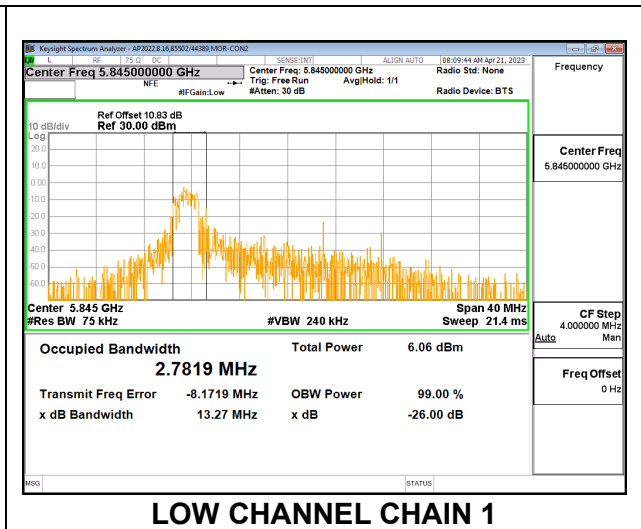 Keysight Spectrum Analyzer - AP2022.8.16,85502/44389,MOR-CON2
L RF 75 Ω DC SENSE:INT ALIGN AUTO 08:09:44 AM Apr 21, 2023
Center Freq 5.845000000 GHz Center Freq: 5.845000000 GHz Radio Std: None Frequency
NFE Trig: Free Run Avg|Hold: 1/1
#IFGain:Low #Atten: 30 dB Radio Device: BTS
Ref Offset 10.83 dB
10 dB/div Ref 30.00 dBm
Log
20.0
10.0
0.00
-10.0
-20.0
-30.0
-40.0
-50.0
-60.0
Center Freq
5.845000000 GHz
Center 5.845 GHz Span 40 MHz
#Res BW 75 kHz #VBW 240 kHz Sweep 21.4 ms
CF Step
4.000000 MHz
Auto Man
Occupied Bandwidth Total Power 6.06 dBm
2.7819 MHz
Freq Offset
0 Hz
Transmit Freq Error -8.1719 MHz OBW Power 99.00 %
x dB Bandwidth 13.27 MHz x dB -26.00 dB
MSG STATUS
LOW CHANNEL CHAIN 1